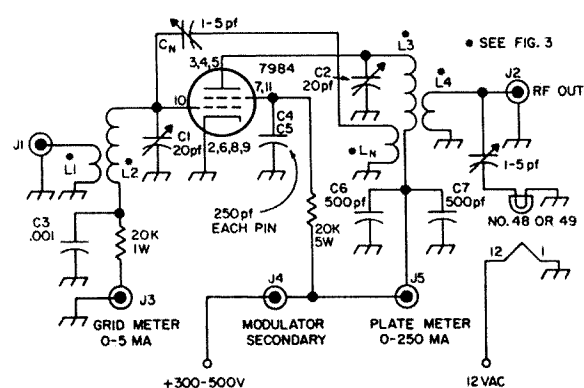 1-5 pf
CN
3,4,5
7984
C2
20pf
L3
• SEE FIG. 3
L4
J2
RF OUT
10
7,11
C4
C5
C1
20pf
2,6,8,9
J1
L1
L2
LN
1-5 pf
250pf
EACH PIN
C6
500pf
C7
500pf
C3
.001
20K
1W
20K
5W
NO. 48 OR 49
12
1
J3
J4
J5
GRID METER
0-5 MA
MODULATOR
SECONDARY
PLATE METER
0-250 MA
+300-500V
12VAC